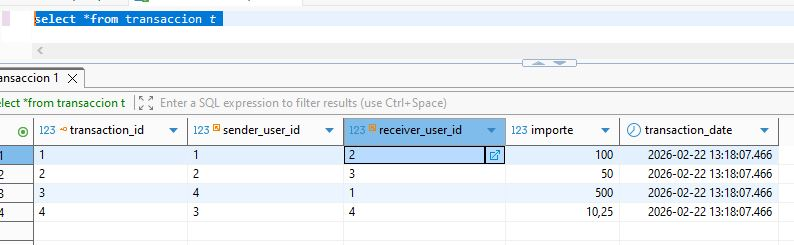 select *from transaccion t
ansaccion 1
elect *from transaccion t Enter a SQL expression to filter results (use Ctrl+Space)
123 transaction_id 123 sender_user_id 123 receiver_user_id 123 importe transaction_date
1 1 1 2 100 2026-02-22 13:18:07.466
2 2 2 3 50 2026-02-22 13:18:07.466
3 3 4 1 500 2026-02-22 13:18:07.466
4 4 3 4 10,25 2026-02-22 13:18:07.466